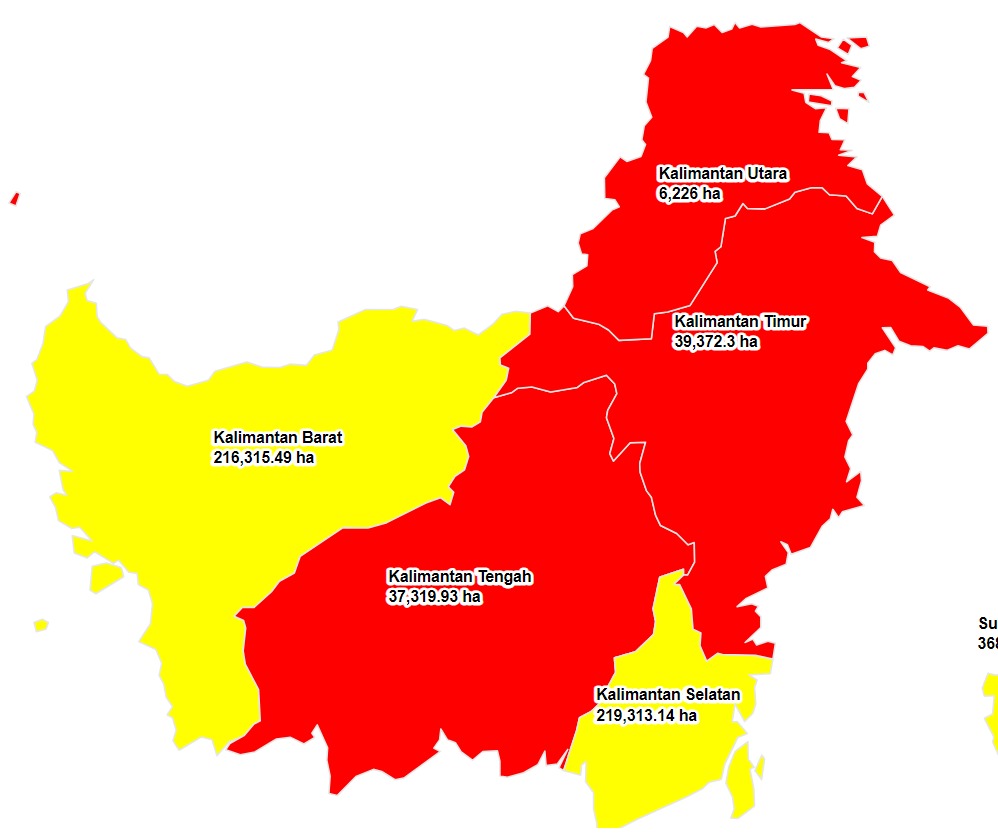 Kalimantan Utara
6,226 ha
Kalimantan Timur
39,372.3 ha
Kalimantan Barat
216,315.49 ha
Kalimantan Tengah
37,319.93 ha
Su
368
Kalimantan Selatan
219,313.14 ha